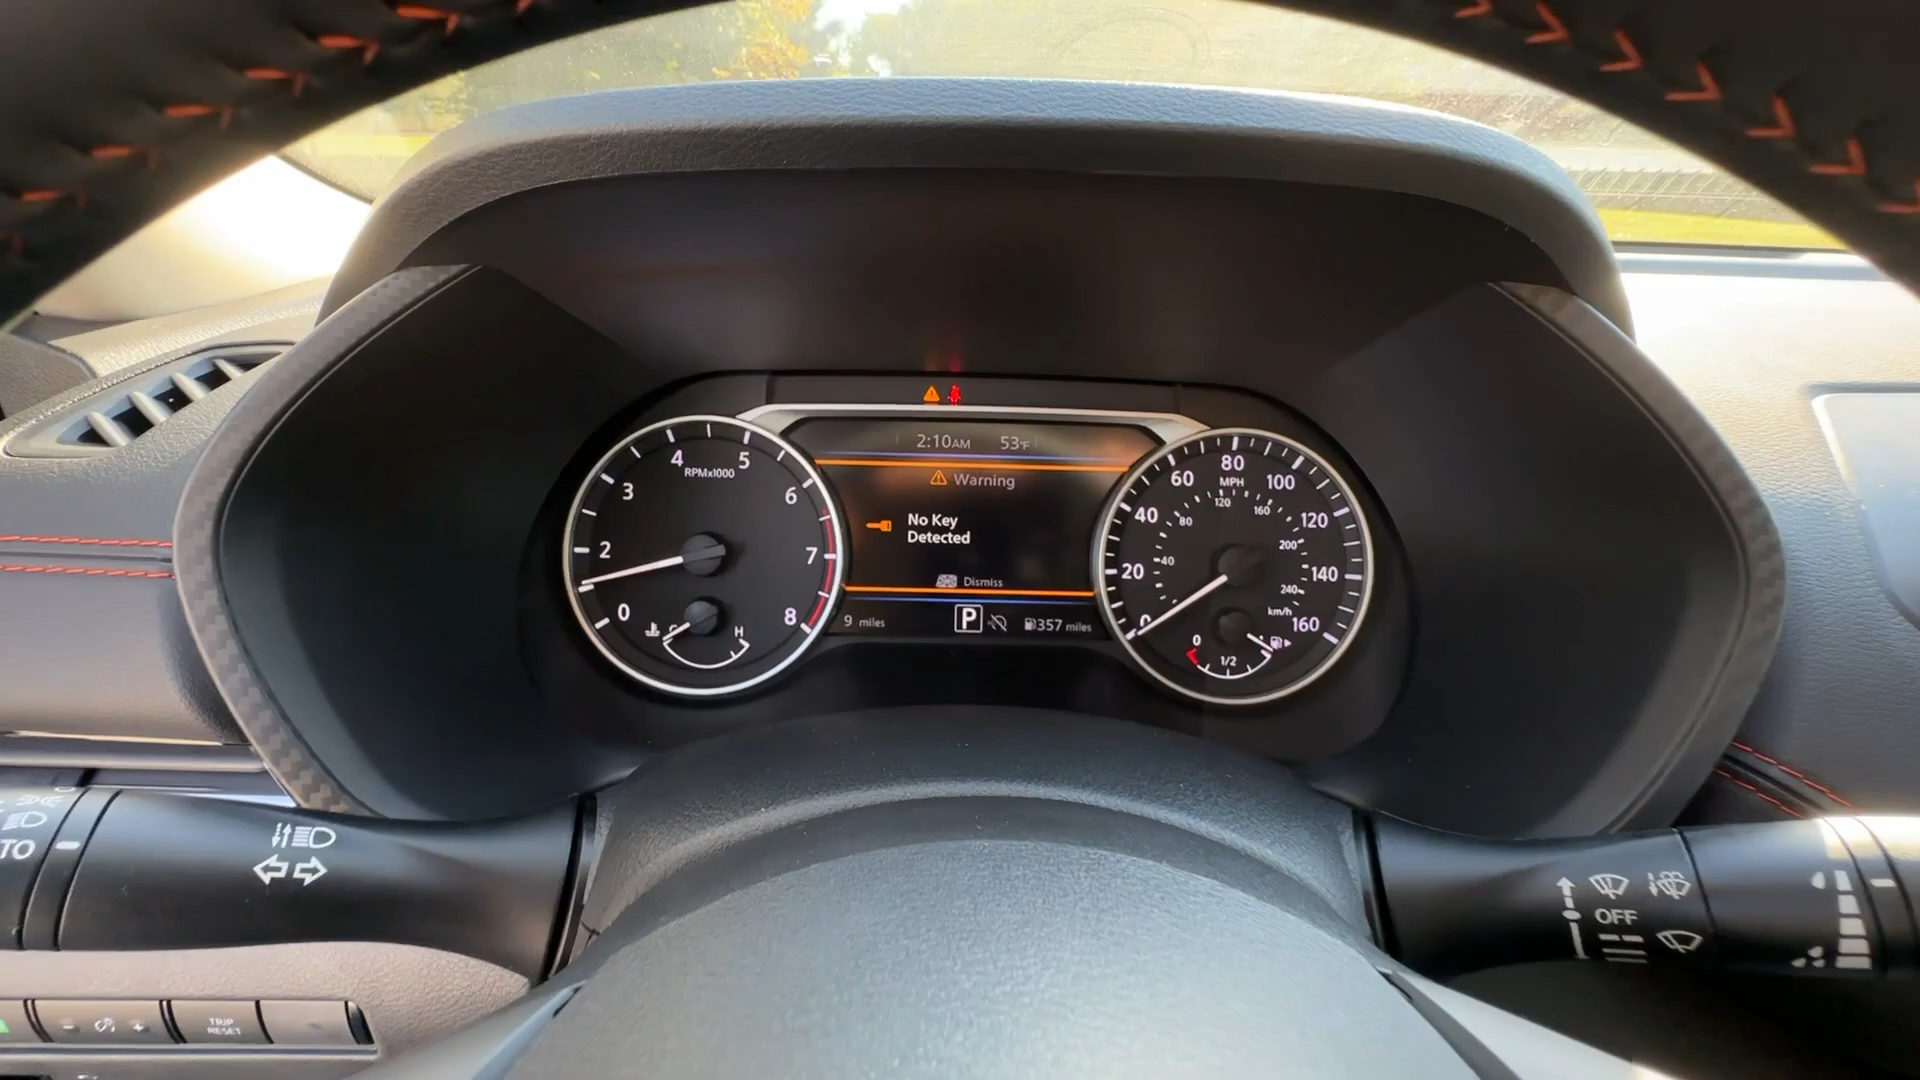 2:10AM 53°F
Warning
No Key
Detected
Dismiss
9 miles
P
357 miles
0
2
3
4
5
6
7
8
RPMx1000
H
0
20
40
60
80
100
120
140
160
MPH
40
80
120
160
200
240
km/h
0
1/2
TO
OFF
TRIP
RESET